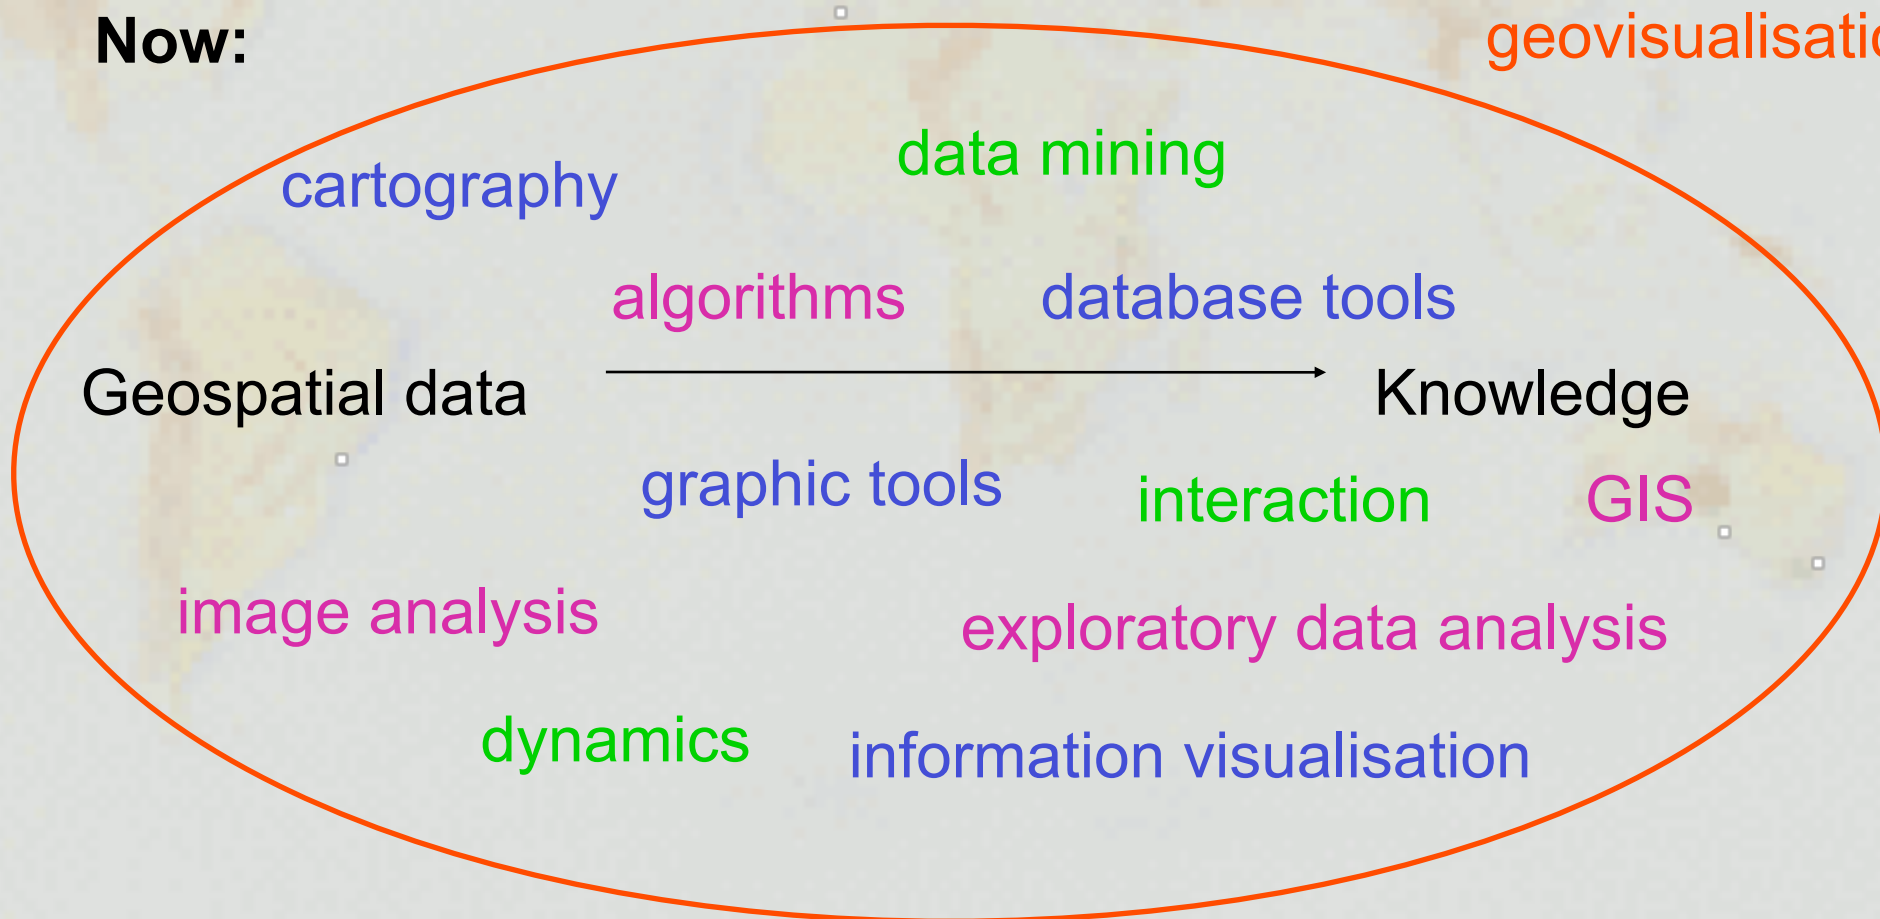 Now:
geovisualisatio
data mining
cartography
algorithms
database tools
Geospatial data
Knowledge
graphic tools
interaction
GIS
image analysis
exploratory data analysis
dynamics
information visualisation